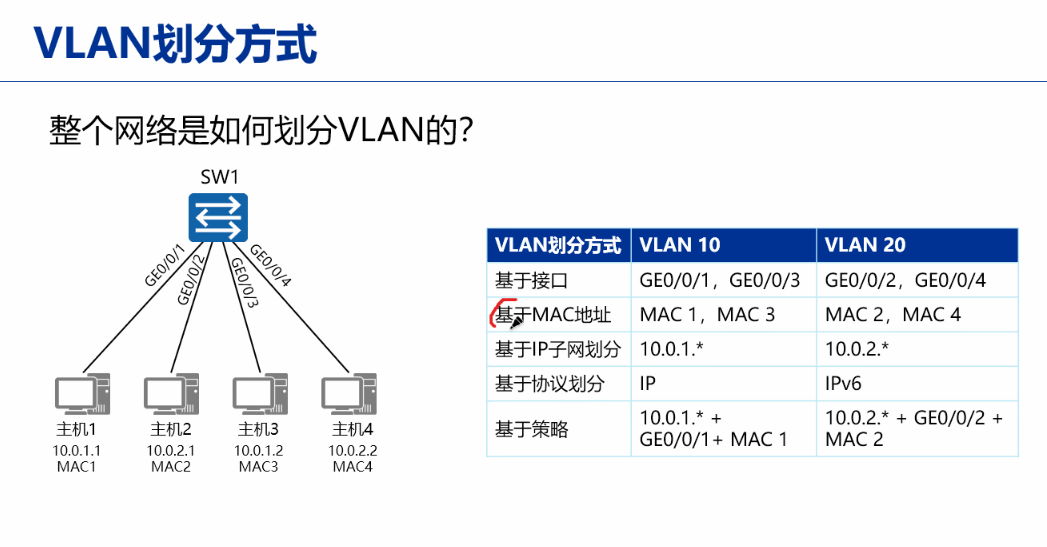 VLAN划分方式
整个网络是如何划分VLAN的?
SW1
GE0/0/1
GE0/0/2
GE0/0/3
GE0/0/4
主机1 主机2 主机3 主机4
10.0.1.1 10.0.2.1 10.0.1.2 10.0.2.2
MAC1 MAC2 MAC3 MAC4
VLAN划分方式 VLAN 10 VLAN 20
基于接口 GE0/0/1，GE0/0/3 GE0/0/2，GE0/0/4
基于MAC地址 MAC 1，MAC 3 MAC 2，MAC 4
基于IP子网划分 10.0.1.* 10.0.2.*
基于协议划分 IP IPv6
基于策略 10.0.1.* + GE0/0/1+ MAC 1 10.0.2.* + GE0/0/2 + MAC 2